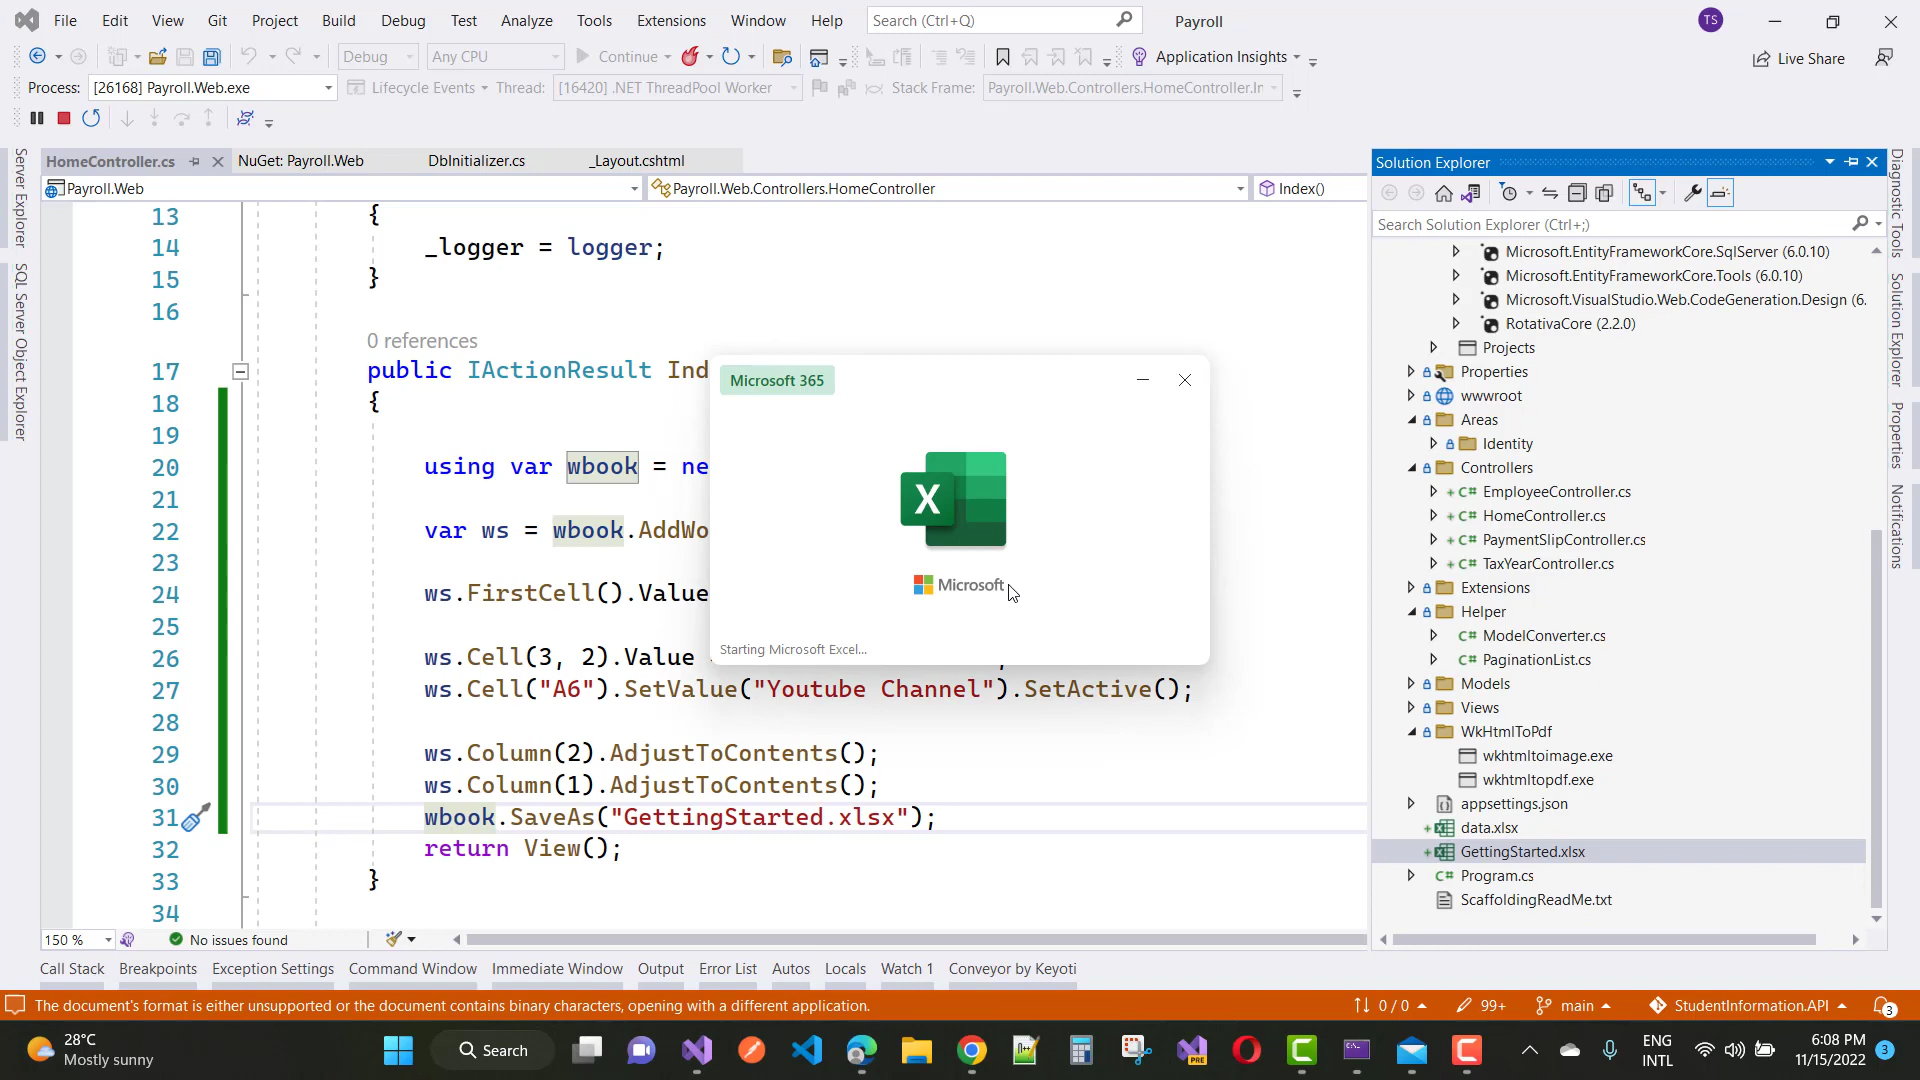 File Edit View Git Project Build Debug Test Analyze Tools Extensions Window Help Search (Ctrl+Q) Payroll TS
Debug Any CPU Continue Application Insights Live Share
Process: [26168] Payroll.Web.exe Lifecycle Events Thread: [16420] .NET ThreadPool Worker Stack Frame: Payroll.Web.Controllers.HomeController.Ir
HomeController.cs NuGet: Payroll.Web DbInitializer.cs _Layout.cshtml
Payroll.Web Payroll.Web.Controllers.HomeController Index()
Server Explorer
SQL Server Object Explorer
13 {
14 _logger = logger;
15 }
16
0 references
17 public IActionResult Ind
18 {
19
20 using var wbook = ne
21
22 var ws = wbook.AddWo
23
24 ws.FirstCell().Value
25
26 ws.Cell(3, 2).Value
27 ws.Cell("A6").SetValue("Youtube Channel").SetActive();
28
29 ws.Column(2).AdjustToContents();
30 ws.Column(1).AdjustToContents();
31 wbook.SaveAs("GettingStarted.xlsx");
32 return View();
33 }
34
Microsoft 365
X
Microsoft
Starting Microsoft Excel...
150 % No issues found
Solution Explorer
Search Solution Explorer (Ctrl+;)
Microsoft.EntityFrameworkCore.SqlServer (6.0.10)
Microsoft.EntityFrameworkCore.Tools (6.0.10)
Microsoft.VisualStudio.Web.CodeGeneration.Design (6.
RotativaCore (2.2.0)
Projects
Properties
wwwroot
Areas
Identity
Controllers
C# EmployeeController.cs
C# HomeController.cs
C# PaymentSlipController.cs
C# TaxYearController.cs
Extensions
Helper
C# ModelConverter.cs
C# PaginationList.cs
Models
Views
WkHtmlToPdf
wkhtmltoimage.exe
wkhtmltopdf.exe
appsettings.json
data.xlsx
GettingStarted.xlsx
C# Program.cs
ScaffoldingReadMe.txt
Diagnostic Tools
Solution Explorer
Properties
Notifications
Call Stack Breakpoints Exception Settings Command Window Immediate Window Output Error List Autos Locals Watch 1 Conveyor by Keyoti
The document's format is either unsupported or the document contains binary characters, opening with a different application. 0 / 0 99+ main StudentInformation.API 3
28°C
Mostly sunny
Search
PRE
ENG
INTL
6:08 PM
11/15/2022
3